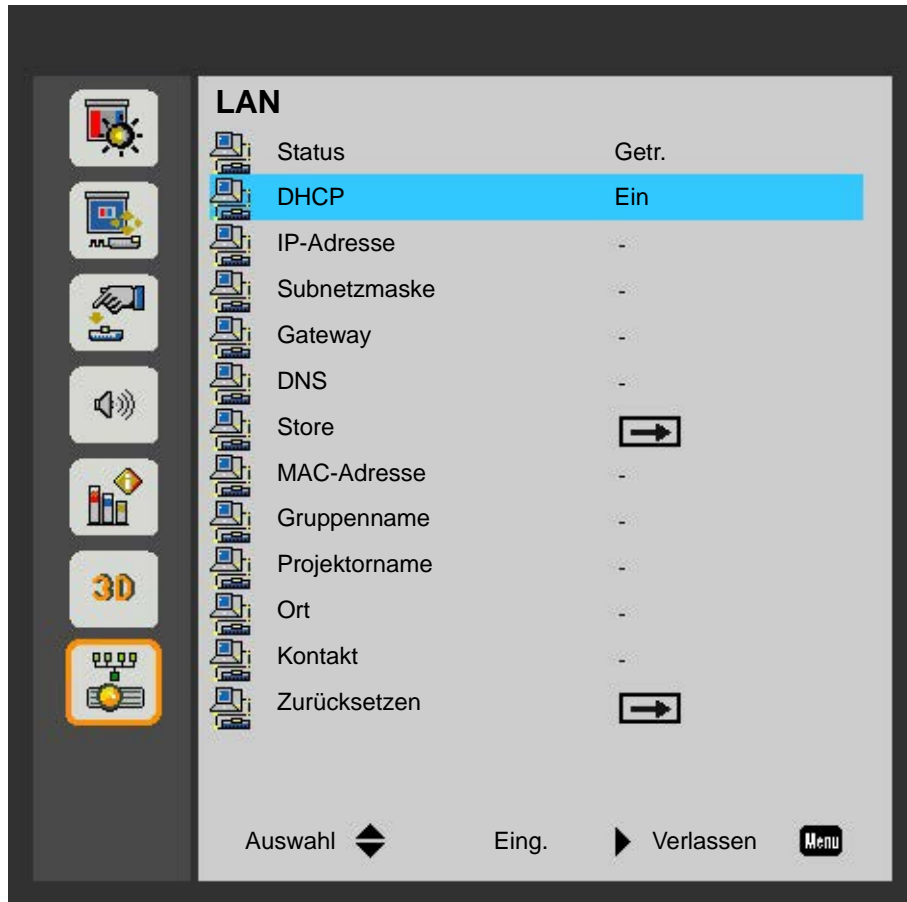 LAN
Status Getr.
DHCP Ein
IP-Adresse -
Subnetzmaske -
Gateway -
DNS -
Store
MAC-Adresse -
Gruppenname -
Projektorname -
Ort -
Kontakt -
Zurücksetzen
3D
Auswahl Eing. Verlassen Menu